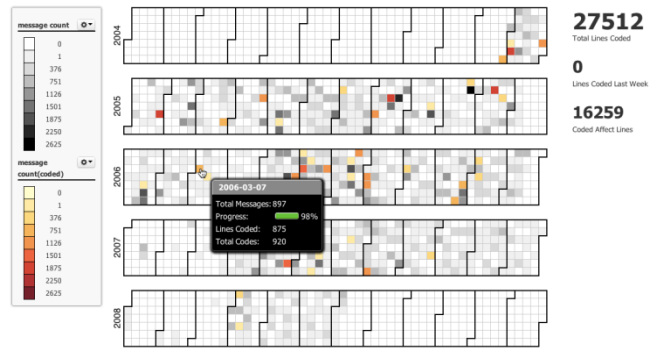 message count
0
1
376
751
1126
1501
1875
2250
2625
message
count(coded)
0
1
376
751
1126
1501
1875
2250
2625
2004
2005
2006
2007
2008
2006-03-07
Total Messages: 897
Progress: 98%
Lines Coded: 875
Total Codes: 920
27512
Total Lines Coded
0
Lines Coded Last Week
16259
Coded Affect Lines